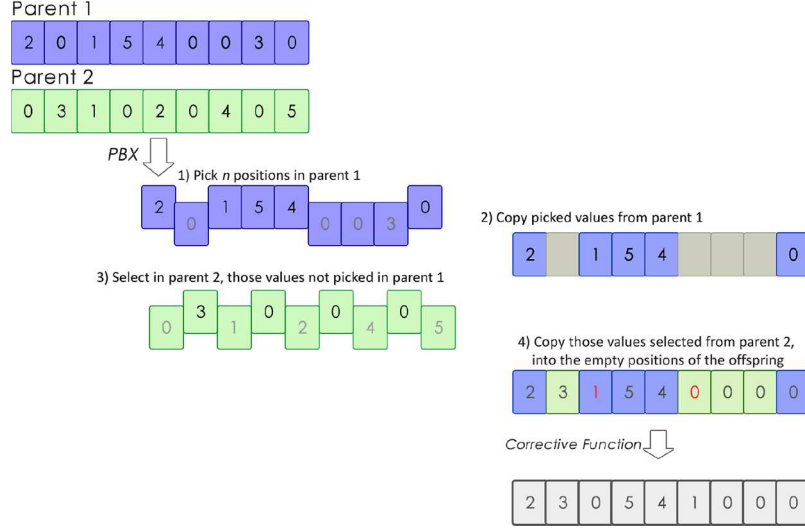 Parent 1
2 0 1 5 4 0 0 3 0
Parent 2
0 3 1 0 2 0 4 0 5
PBX
1) Pick n positions in parent 1
2 0 1 5 4 0 0 3 0
2) Copy picked values from parent 1
2 1 5 4 0
3) Select in parent 2, those values not picked in parent 1
0 3 1 0 2 0 4 0 5
4) Copy those values selected from parent 2,
into the empty positions of the offspring
2 3 1 5 4 0 0 0 0
Corrective Function
2 3 0 5 4 1 0 0 0